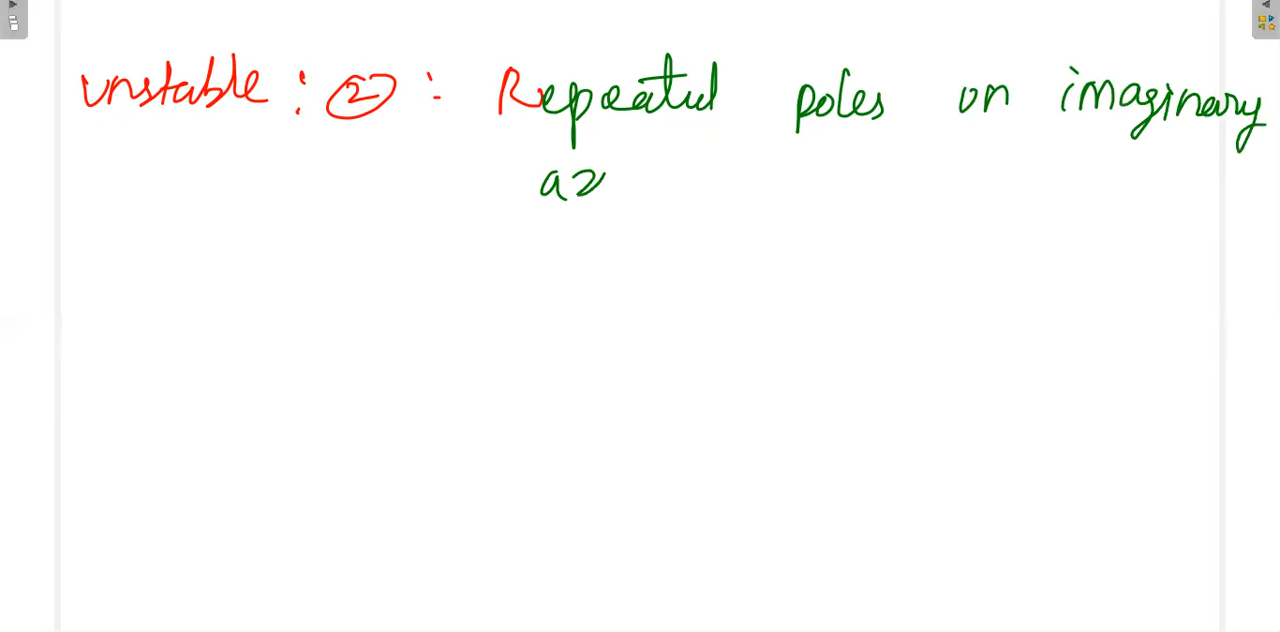 unstable : ② : Repeated poles on imaginary
ax